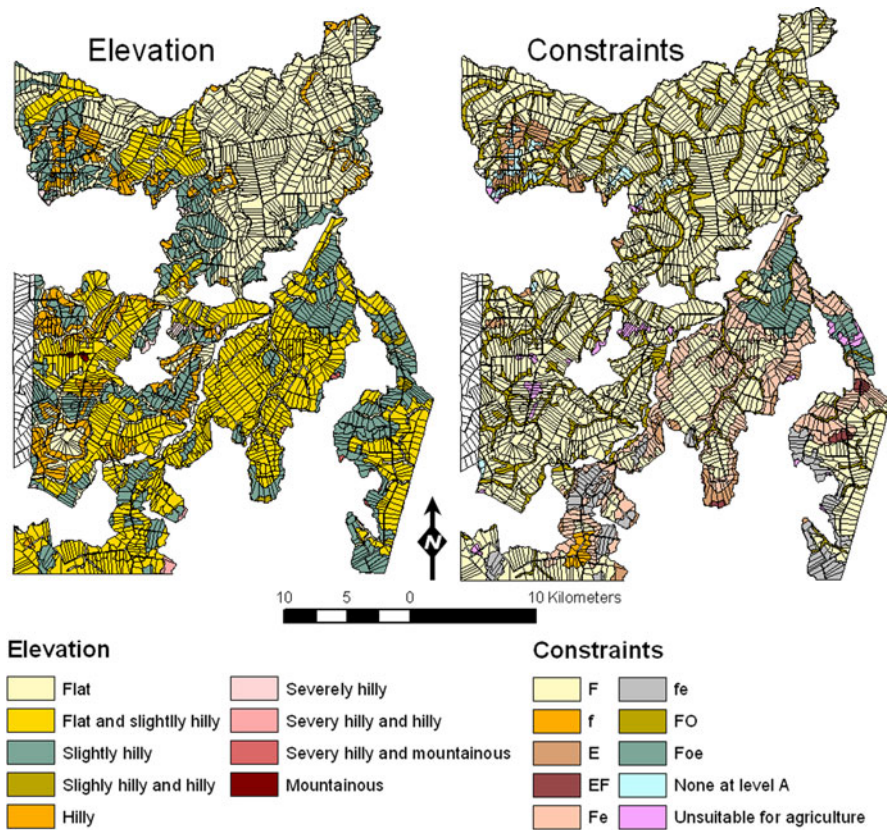 Elevation
Constraints
N
10 5 0 10 Kilometers
Elevation
Flat
Flat and slightlly hilly
Slightly hilly
Slighly hilly and hilly
Hilly
Severely hilly
Severy hilly and hilly
Severy hilly and mountainous
Mountainous
Constraints
F
f
E
EF
Fe
fe
FO
Foe
None at level A
Unsuitable for agriculture